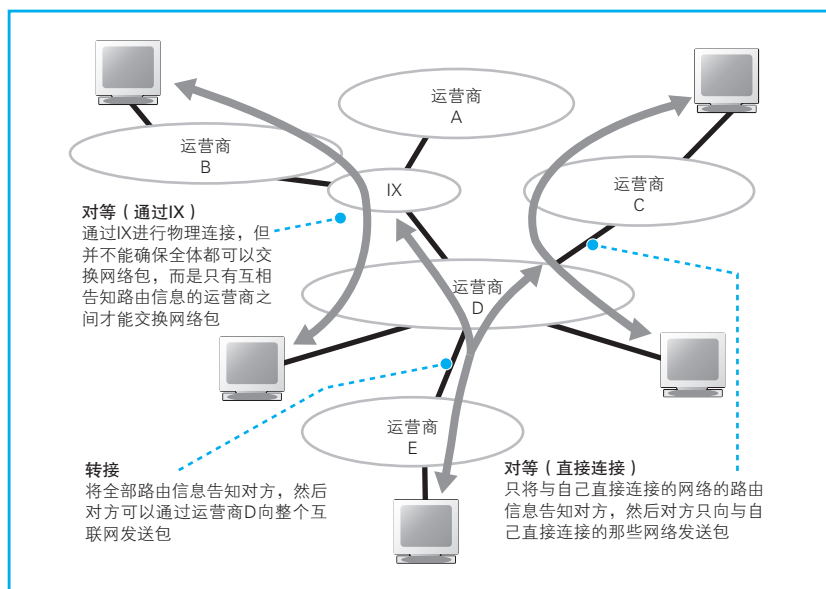 运营商
A
运营商
B
IX
运营商
C
对等（通过IX）
通过IX进行物理连接，但
并不能确保全体都可以交
换网络包，而是只有互相
告知路由信息的运营商之
间才能交换网络包
运营商
D
运营商
E
转接
将全部路由信息告知对方，然后
对方可以通过运营商D向整个互
联网发送包
对等（直接连接）
只将与自己直接连接的网络的路由
信息告知对方，然后对方只向与自
己直接连接的那些网络发送包